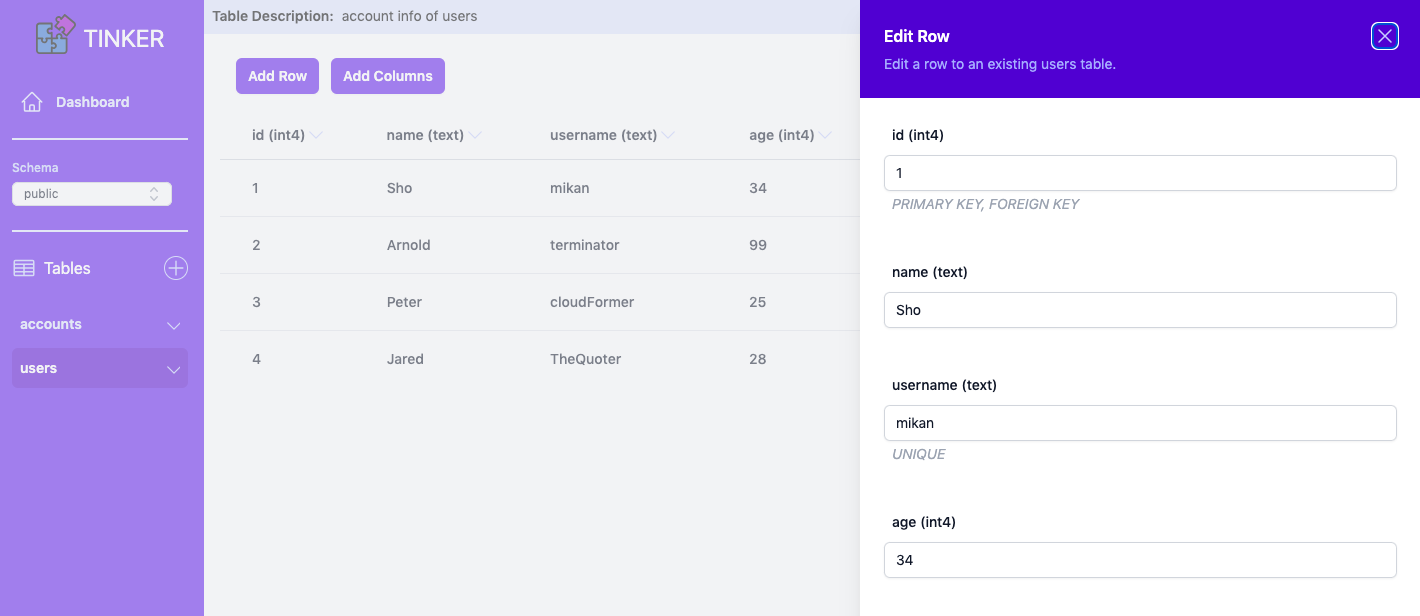 TINKER
Dashboard
Schema
public
Tables
accounts
users
Table Description: account info of users
Add Row Add Columns
id (int4) name (text) username (text) age (int4)
1 Sho mikan 34
2 Arnold terminator 99
3 Peter cloudFormer 25
4 Jared TheQuoter 28
Edit Row
Edit a row to an existing users table.
id (int4)
1
PRIMARY KEY, FOREIGN KEY
name (text)
Sho
username (text)
mikan
UNIQUE
age (int4)
34